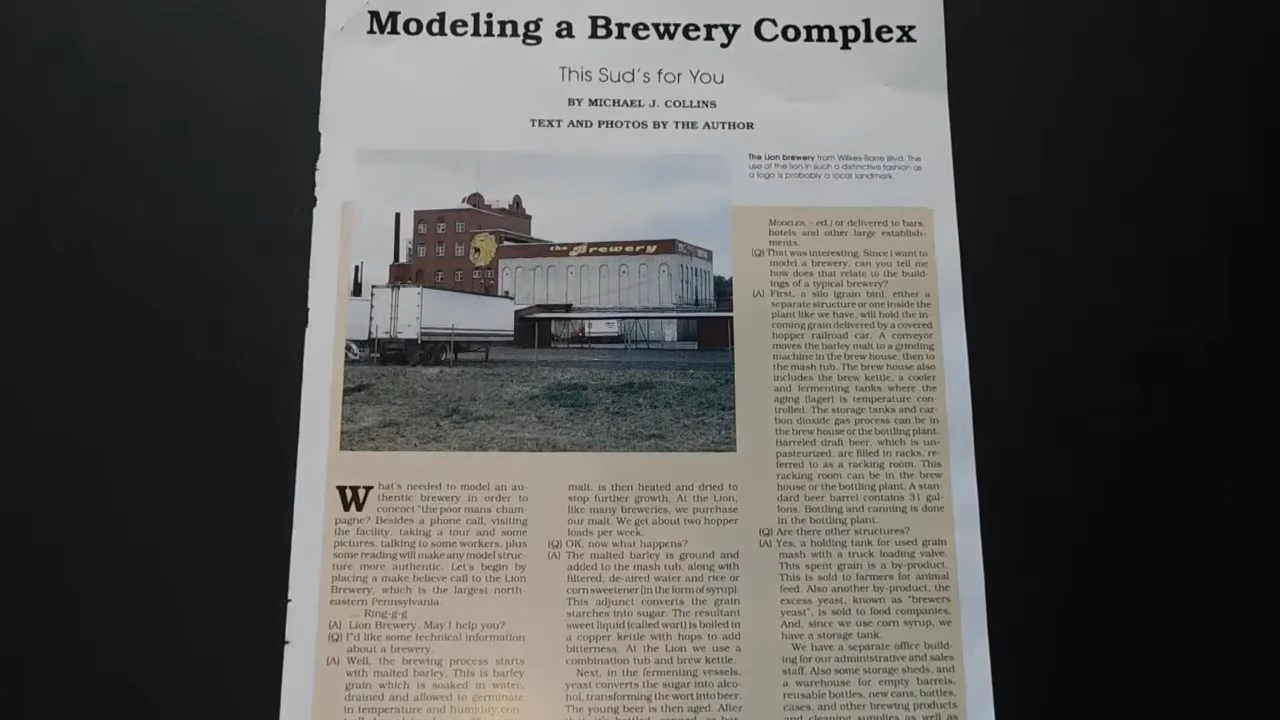 Modeling a Brewery Complex
This Sud's for You
BY MICHAEL J. COLLINS
TEXT AND PHOTOS BY THE AUTHOR
The Lion brewery from Wilkes-Barre Blvd. The
use of the lion in such a distinctive fashion as
a logo is probably a local landmark.
the Brewery
What's needed to model an au-
thentic brewery in order to
concoct "the poor mans' cham-
pagne? Besides a phone call, visiting
the facility, taking a tour and some
pictures, talking to some workers, plus
some reading will make any model struc-
ture more authentic. Let's begin by
placing a make believe call to the Lion
Brewery, which is the largest north-
eastern Pennsylvania.
... Ring-g-g
(A) Lion Brewery. May I help you?
(Q) I"d like some technical information
about a brewery.
(A) Well, the brewing process starts
with malted barley. This is barley
grain which is soaked in water,
drained and allowed to germinate
in temperature and humidity con
malt, is then heated and dried to
stop further growth. At the Lion,
like many breweries, we purchase
our malt. We get about two hopper
loads per week.
(Q) OK, now what happens?
(A) The malted barley is ground and
added to the mash tub, along with
filtered, de-aired water and rice or
corn sweetener (in the form of syrup).
This adjunct converts the grain
starches into sugar. The resultant
sweet liquid (called wort) is boiled in
a copper kettle with hops to add
bitterness. At the Lion we use a
combination tub and brew kettle.
Next, in the fermenting vessels,
yeast converts the sugar into alco-
hol, transforming the wort into beer.
The young beer is then aged. After
MODELER. - ed.) or delivered to bars,
hotels and other large establish-
ments.
(Q) That was interesting. Since I want to
model a brewery, can you tell me
how does that relate to the build-
ings of a typical brewery?
(A) First, a silo (grain bin), either a
separate structure or one inside the
plant like we have, will hold the in-
coming grain delivered by a covered
hopper railroad car. A conveyor
moves the barley malt to a grinding
machine in the brew house, then to
the mash tub. The brew house also
includes the brew kettle, a cooler
and fermenting tanks where the
aging (lager) is temperature con-
trolled. The storage tanks and car-
bon dioxide gas process can be in
the brew house or the bottling plant.
Barreled draft beer, which is un-
pasteurized, are filled in racks, re-
ferred to as a racking room. This
racking room can be in the brew
house or the bottling plant. A stan-
dard beer barrel contains 31 gal-
lons. Bottling and canning is done
in the bottling plant.
(Q) Are there other structures?
(A) Yes, a holding tank for used grain
mash with a truck loading valve.
This spent grain is a by-product.
This is sold to farmers for animal
feed. Also another by-product, the
excess yeast, known as "brewers
yeast", is sold to food companies.
And, since we use corn syrup, we
have a storage tank.
We have a separate office build-
ing for our administrative and sales
staff. Also some storage sheds, and
a warehouse for empty barrels,
reusable bottles, new cans, bottles,
cases, and other brewing products
and cleaning supplies as well as